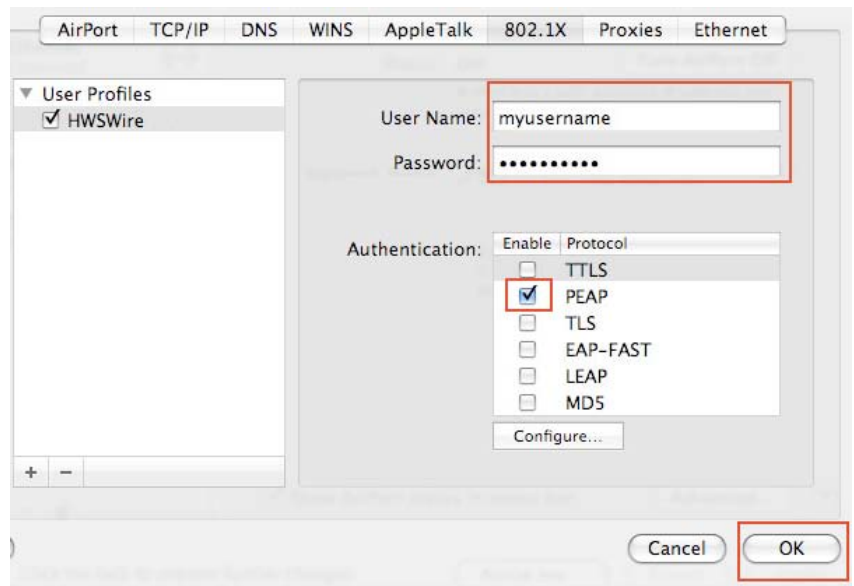 AirPort TCP/IP DNS WINS AppleTalk 802.1X Proxies Ethernet
User Profiles
HWSWire
User Name: myusername
Password: ••••••••••
Authentication:
Enable Protocol
TTLS
PEAP
TLS
EAP-FAST
LEAP
MD5
Configure...
+ −
Cancel OK